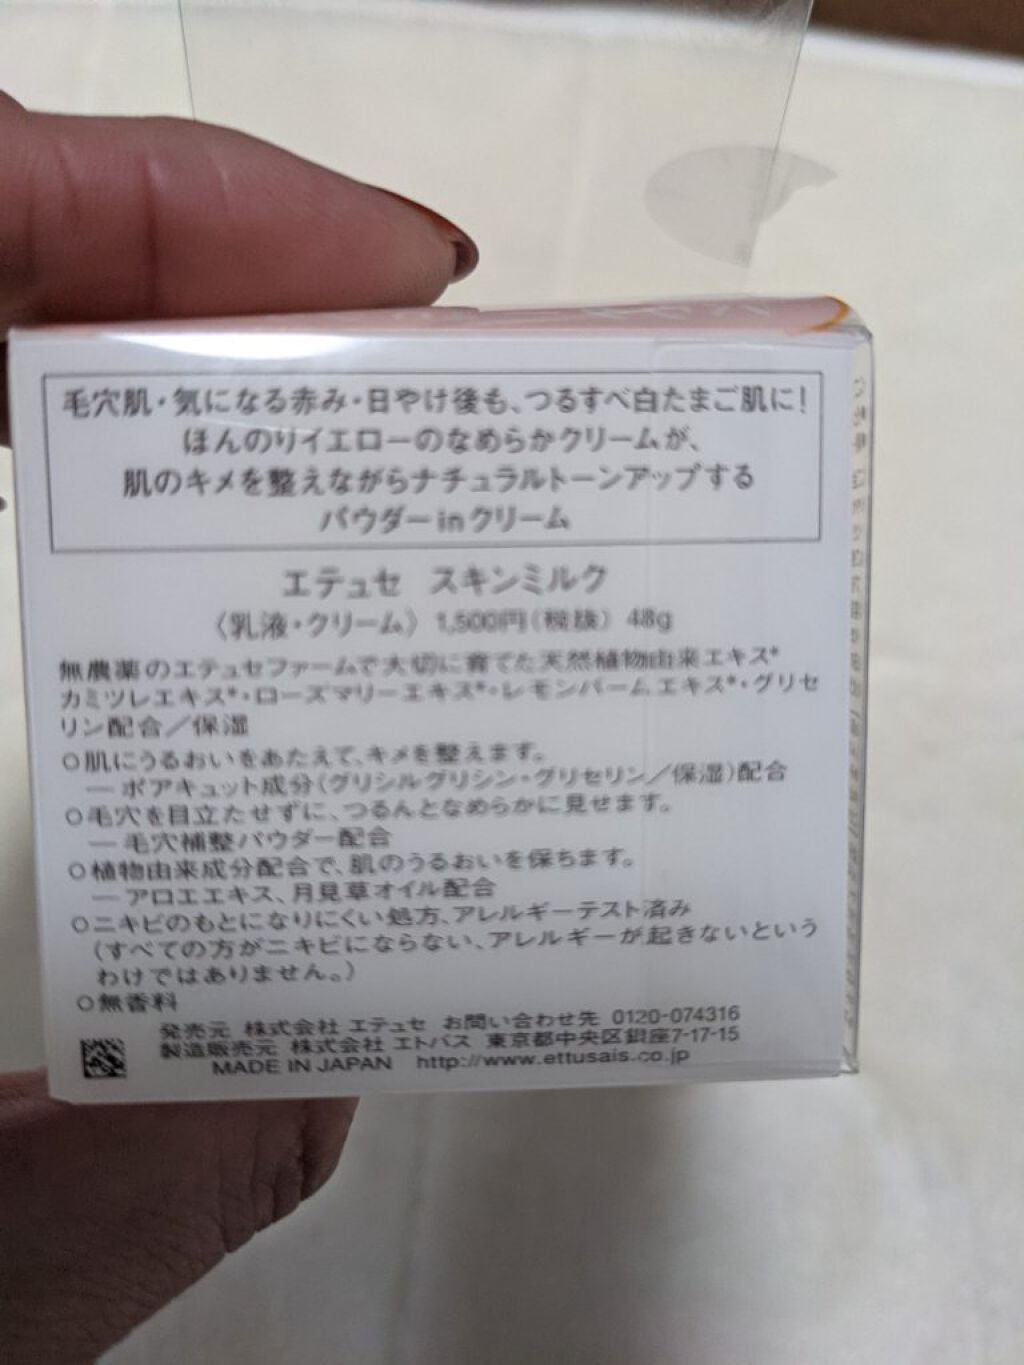 毛穴肌・気になる赤み・日やけ後も、つるすべ白たまご肌に!
ほんのりイエローのなめらかクリームが、
肌のキメを整えながらナチュラルトーンアップする
パウダーinクリーム
エテュセ スキンミルク
〈乳液・クリーム〉 1,500円(税抜) 48g
無農薬のエテュセファームで大切に育てた天然植物由来エキス*
カミツレエキス*・ローズマリーエキス*・レモンバームエキス*・グリセ
リン配合/保湿
○肌にうるおいをあたえて、キメを整えます。
—ポアキュット成分(グリシルグリシン・グリセリン/保湿)配合
○毛穴を目立たせずに、つるんとなめらかに見せます。
—毛穴補整パウダー配合
○植物由来成分配合で、肌のうるおいを保ちます。
—アロエエキス、月見草オイル配合
○ニキビのもとになりにくい処方、アレルギーテスト済み
(すべての方がニキビにならない、アレルギーが起きないという
わけではありません。)
○無香料
発売元 株式会社 エテュセ お問い合わせ先 0120-074316
製造販売元 株式会社 エトバス 東京都中央区銀座7-17-15
MADE IN JAPAN http://www.ettusais.co.jp